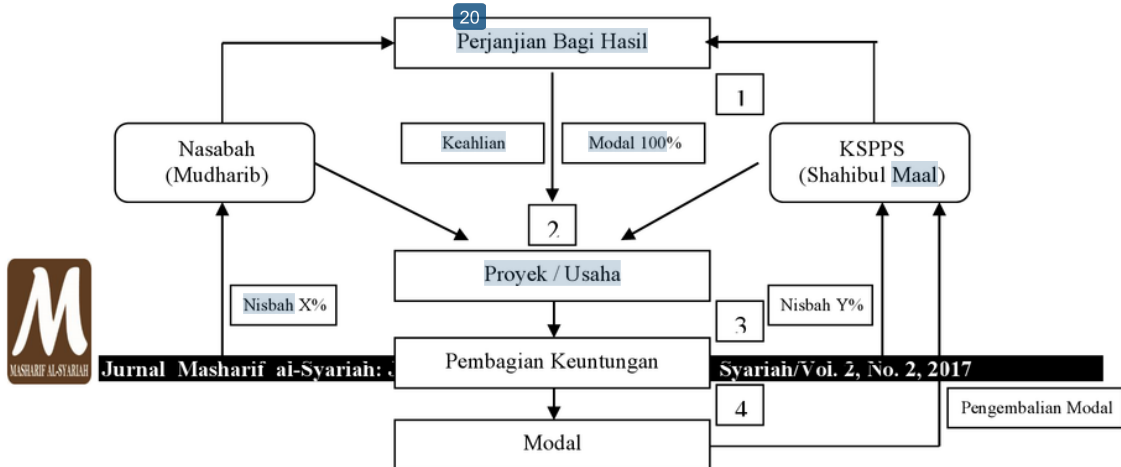 20
Perjanjian Bagi Hasil
1
Nasabah
(Mudharib)
Keahlian
Modal 100%
KSPPS
(Shahibul Maal)
2
Proyek / Usaha
Nisbah X%
3
Nisbah Y%
M
MASHARIF AL-SYARIAH
Jurnal Masharif al-Syariah: J
Pembagian Keuntungan
Syariah/Vol. 2, No. 2, 2017
4
Pengembalian Modal
Modal